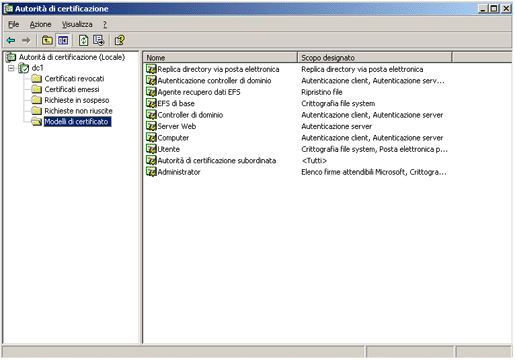 Autorità di certificazione
File Azione Visualizza ?
Autorità di certificazione (Locale)
dc1
Certificati revocati
Certificati emessi
Richieste in sospeso
Richieste non riuscite
Modelli di certificato
Nome Scopo designato
Replica directory via posta elettronica Replica directory via posta elettronica
Autenticazione controller di dominio Autenticazione client, Autenticazione serv...
Agente recupero dati EFS Ripristino file
EFS di base Crittografia file system
Controller di dominio Autenticazione client, Autenticazione server
Server Web Autenticazione server
Computer Autenticazione client, Autenticazione server
Utente Crittografia file system, Posta elettronica p...
Autorità di certificazione subordinata <Tutti>
Administrator Elenco firme attendibili Microsoft, Crittogra...